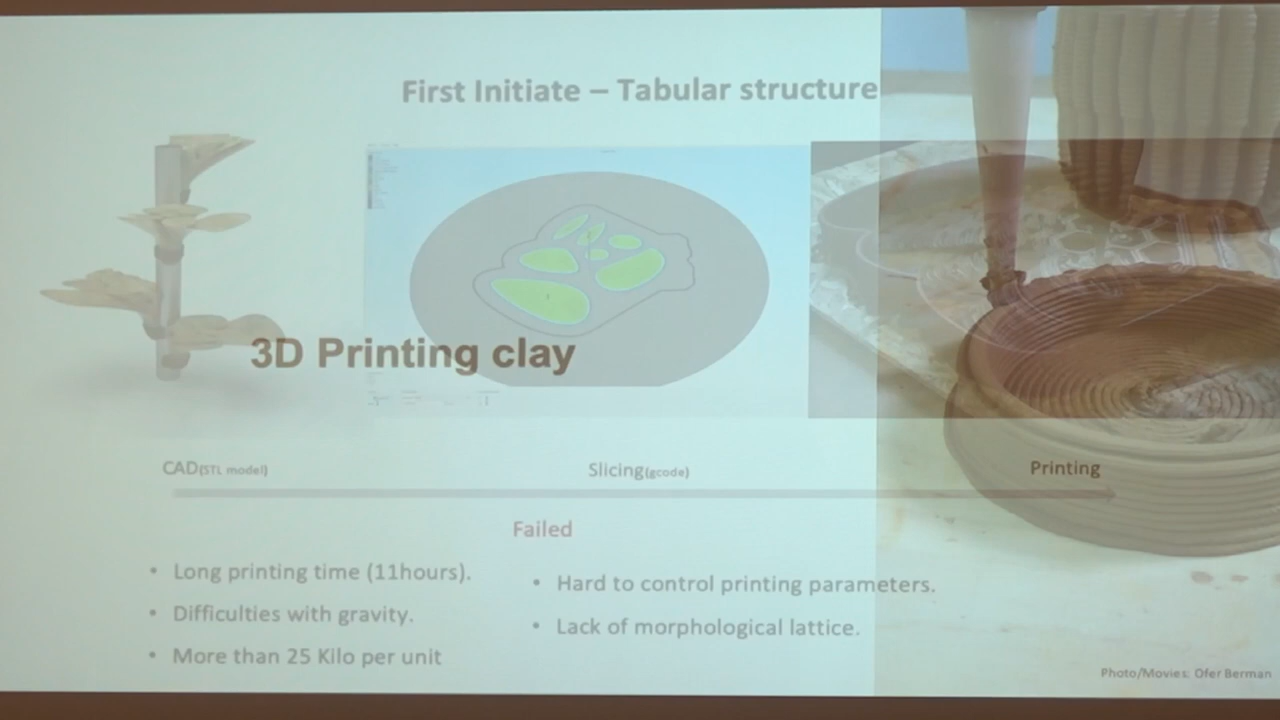 First Initiate – Tabular structure
3D Printing clay
CAD(STL model)
Slicing(gcode)
Printing
Failed
• Long printing time (11hours).
• Difficulties with gravity.
• More than 25 Kilo per unit
• Hard to control printing parameters.
• Lack of morphological lattice.
Photo/Movies: Ofer Berman